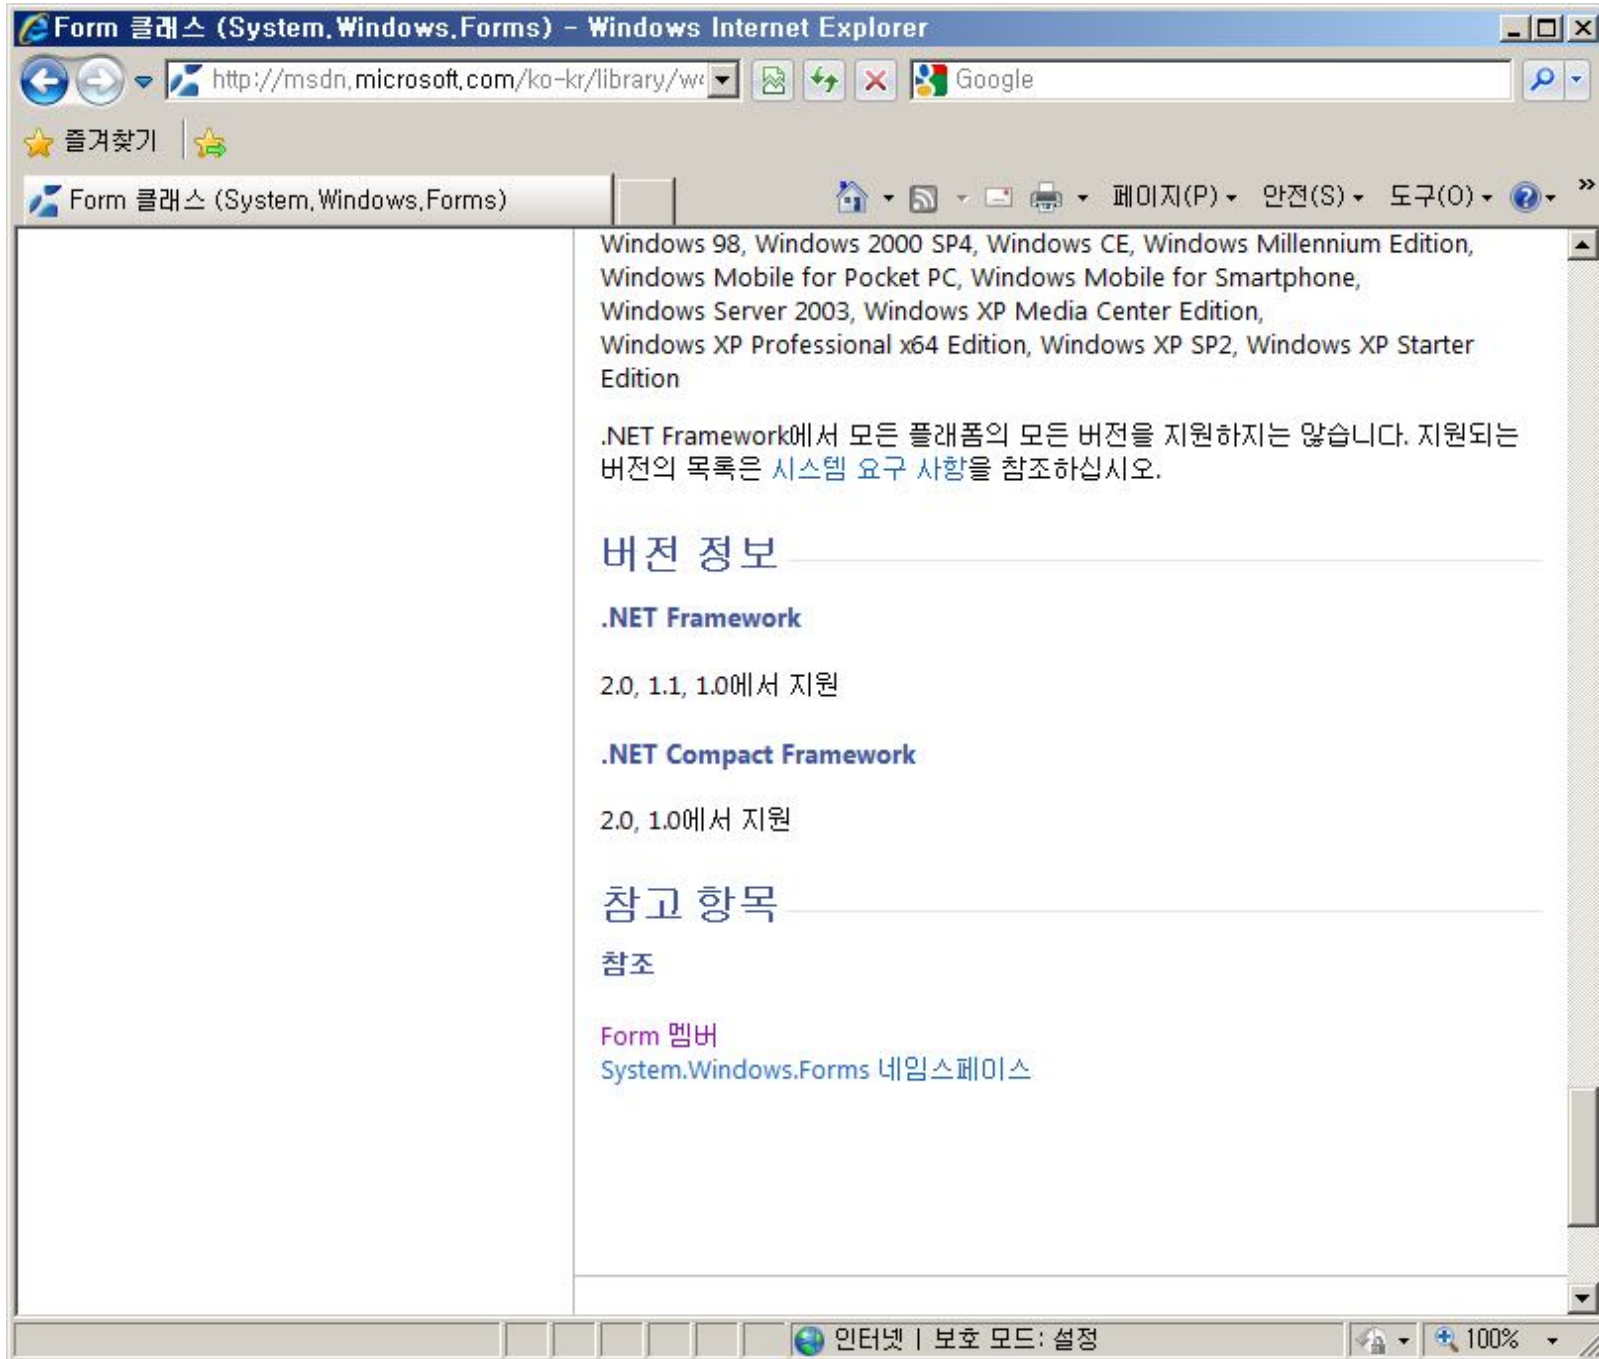 Form 클래스 (System.Windows.Forms) - Windows Internet Explorer
http://msdn.microsoft.com/ko-kr/library/w
Google
즐겨찾기
Form 클래스 (System.Windows.Forms)
페이지(P) 안전(S) 도구(O)
Windows 98, Windows 2000 SP4, Windows CE, Windows Millennium Edition,
Windows Mobile for Pocket PC, Windows Mobile for Smartphone,
Windows Server 2003, Windows XP Media Center Edition,
Windows XP Professional x64 Edition, Windows XP SP2, Windows XP Starter
Edition
.NET Framework에서 모든 플래폼의 모든 버전을 지원하지는 않습니다. 지원되는
버전의 목록은 시스템 요구 사항을 참조하십시오.
버전 정보
.NET Framework
2.0, 1.1, 1.0에서 지원
.NET Compact Framework
2.0, 1.0에서 지원
참고 항목
참조
Form 멤버
System.Windows.Forms 네임스페이스
인터넷 | 보호 모드: 설정
100%